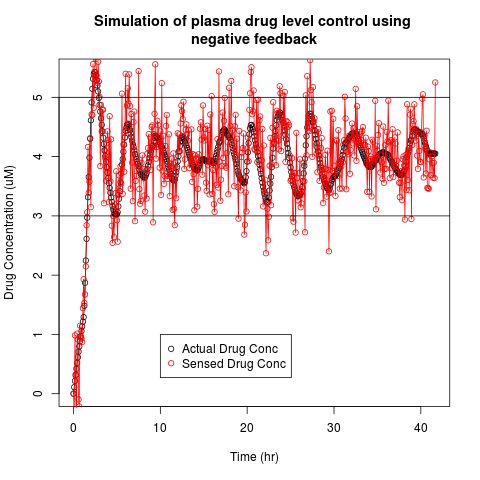 Simulation of plasma drug level control using
negative feedback
Drug Concentration (uM)
5
4
3
2
1
0
Actual Drug Conc
Sensed Drug Conc
0 10 20 30 40
Time (hr)